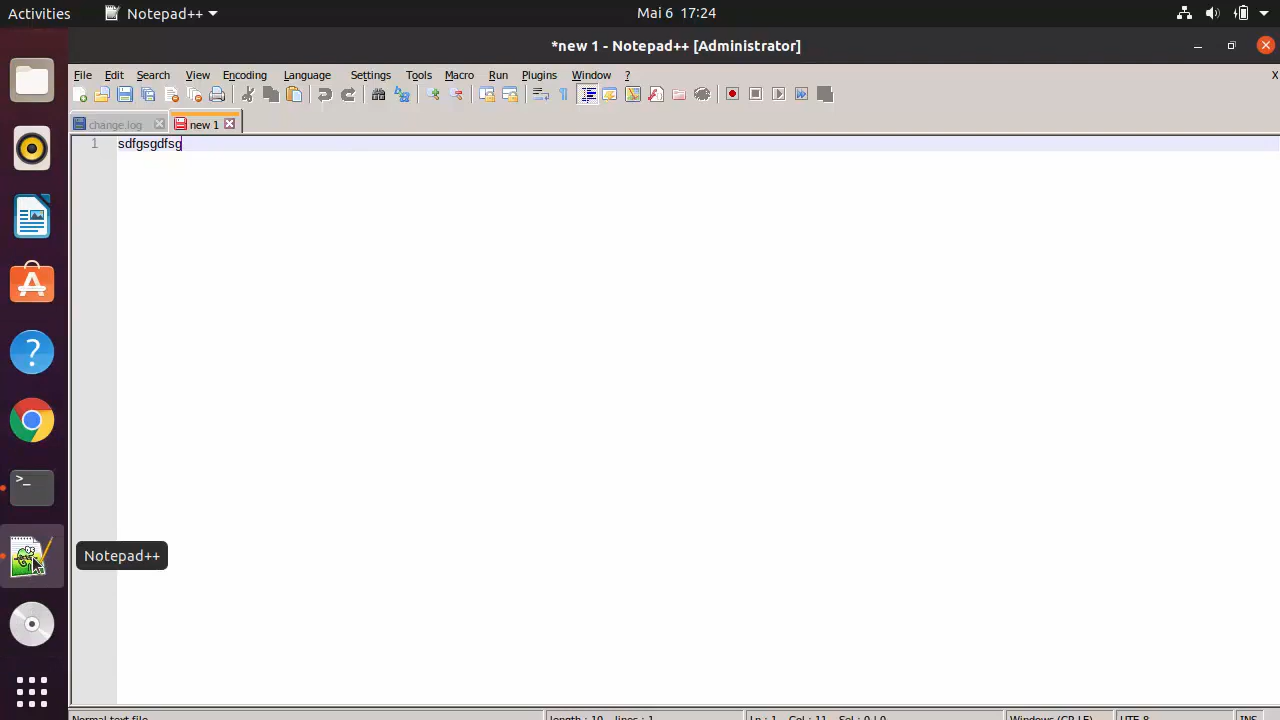 Activities Notepad++ Mai 6 17:24
*new 1 - Notepad++ [Administrator]
File Edit Search View Encoding Language Settings Tools Macro Run Plugins Window ? X
change.log new 1
1 sdfgsgdfsg
Notepad++
Normal text file length : 10 lines : 1 Ln : 1 Col : 11 Sel : 0 | 0 Windows (CR LF) UTF-8 INS